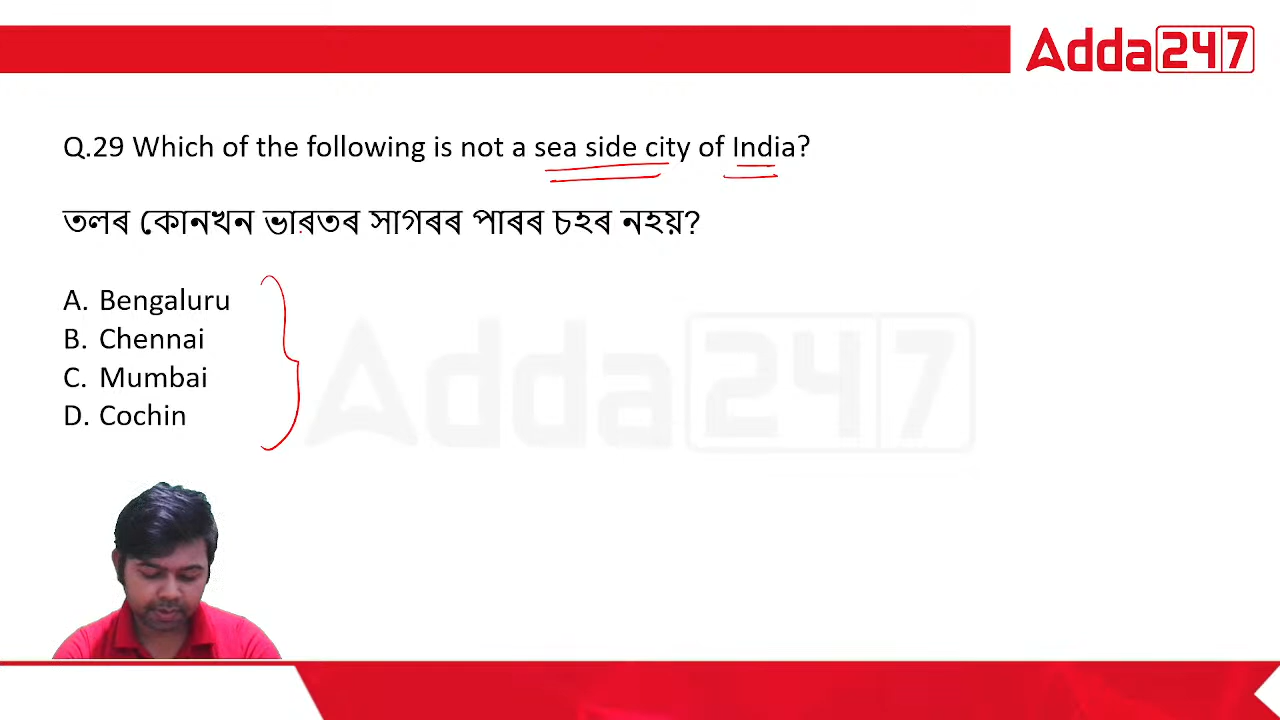 Adda247
Q.29 Which of the following is not a sea side city of India?
তলৰ কোনখন ভাৰতৰ সাগৰৰ পাৰৰ চহৰ নহয়?
A. Bengaluru
B. Chennai
C. Mumbai
D. Cochin
Adda247